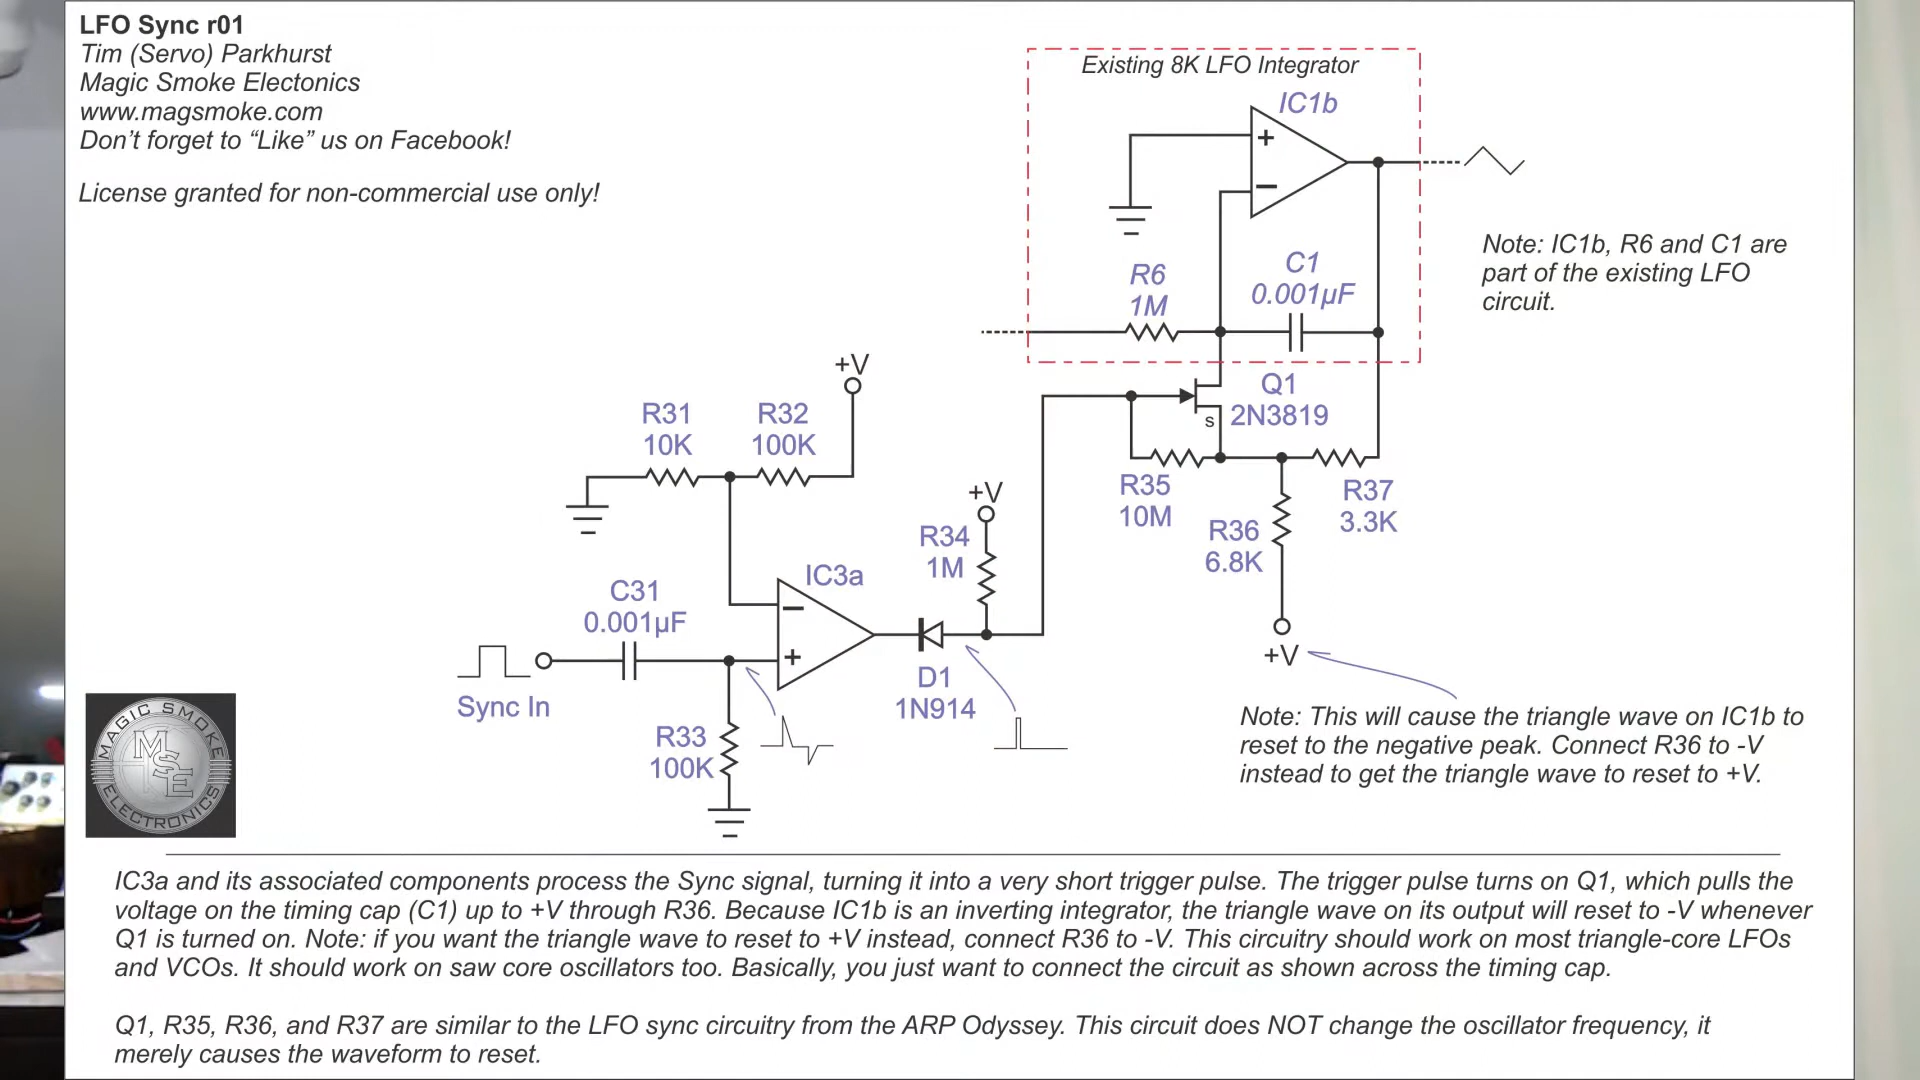 LFO Sync r01
Tim (Servo) Parkhurst
Magic Smoke Electonics
www.magsmoke.com
Don't forget to “Like” us on Facebook!
License granted for non-commercial use only!
Existing 8K LFO Integrator
IC1b
+
−
R6
1M
C1
0.001µF
Note: IC1b, R6 and C1 are
part of the existing LFO
circuit.
+V
R31
10K
R32
100K
Q1
2N3819
S
R35
10M
R36
6.8K
R37
3.3K
+V
R34
1M
IC3a
−
+
C31
0.001µF
Sync In
R33
100K
D1
1N914
+V
Note: This will cause the triangle wave on IC1b to
reset to the negative peak. Connect R36 to -V
instead to get the triangle wave to reset to +V.
MAGIC SMOKE
MSE
ELECTRONICS
IC3a and its associated components process the Sync signal, turning it into a very short trigger pulse. The trigger pulse turns on Q1, which pulls the
voltage on the timing cap (C1) up to +V through R36. Because IC1b is an inverting integrator, the triangle wave on its output will reset to -V whenever
Q1 is turned on. Note: if you want the triangle wave to reset to +V instead, connect R36 to -V. This circuitry should work on most triangle-core LFOs
and VCOs. It should work on saw core oscillators too. Basically, you just want to connect the circuit as shown across the timing cap.
Q1, R35, R36, and R37 are similar to the LFO sync circuitry from the ARP Odyssey. This circuit does NOT change the oscillator frequency, it
merely causes the waveform to reset.